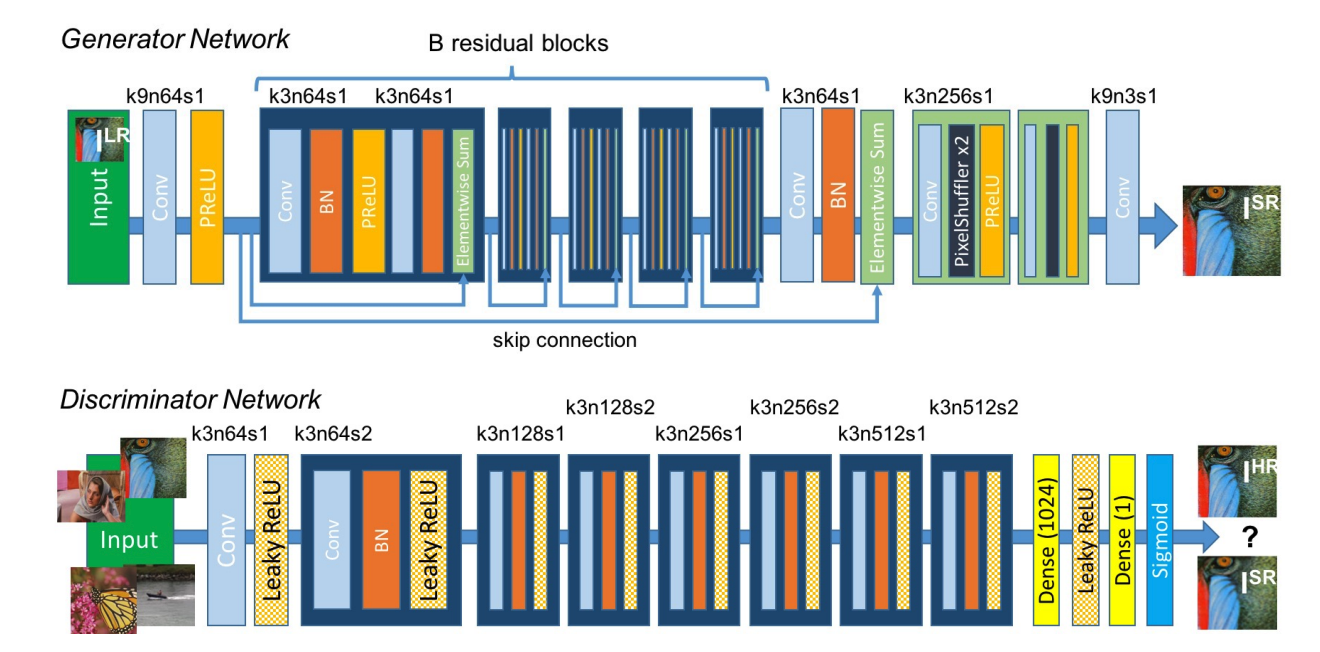 Generator Network
B residual blocks
k9n64s1
k3n64s1
k3n64s1
k3n64s1
k3n256s1
k9n3s1
I^LR
Input
Conv
PReLU
Conv
BN
PReLU
Elementwise Sum
Conv
BN
Elementwise Sum
Conv
PixelShuffler x2
PReLU
Conv
I^SR
skip connection
Discriminator Network
k3n64s1
k3n64s2
k3n128s1
k3n128s2
k3n256s1
k3n256s2
k3n512s1
k3n512s2
Input
Conv
Leaky ReLU
Conv
BN
Leaky ReLU
Dense (1024)
Leaky ReLU
Dense (1)
Sigmoid
I^HR
?
I^SR